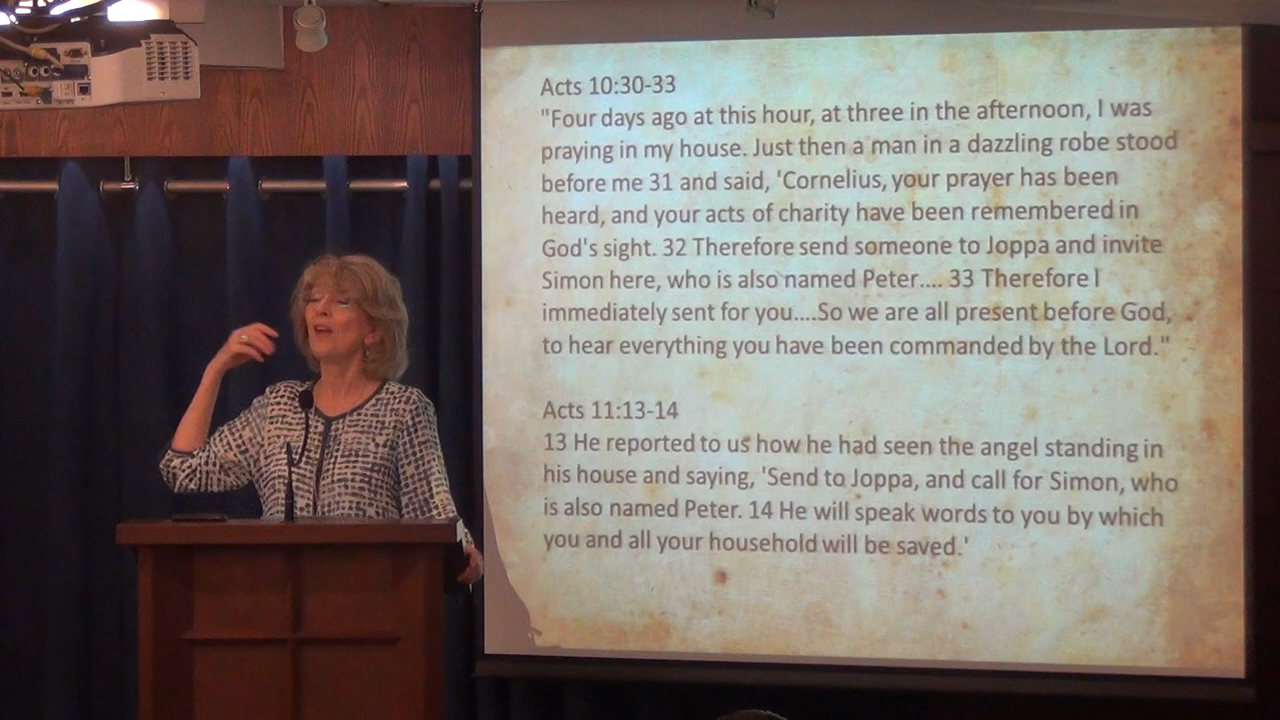 Acts 10:30-33
"Four days ago at this hour, at three in the afternoon, I was
praying in my house. Just then a man in a dazzling robe stood
before me 31 and said, 'Cornelius, your prayer has been
heard, and your acts of charity have been remembered in
God's sight. 32 Therefore send someone to Joppa and invite
Simon here, who is also named Peter.... 33 Therefore I
immediately sent for you....So we are all present before God,
to hear everything you have been commanded by the Lord."
Acts 11:13-14
13 He reported to us how he had seen the angel standing in
his house and saying, 'Send to Joppa, and call for Simon, who
is also named Peter. 14 He will speak words to you by which
you and all your household will be saved.'